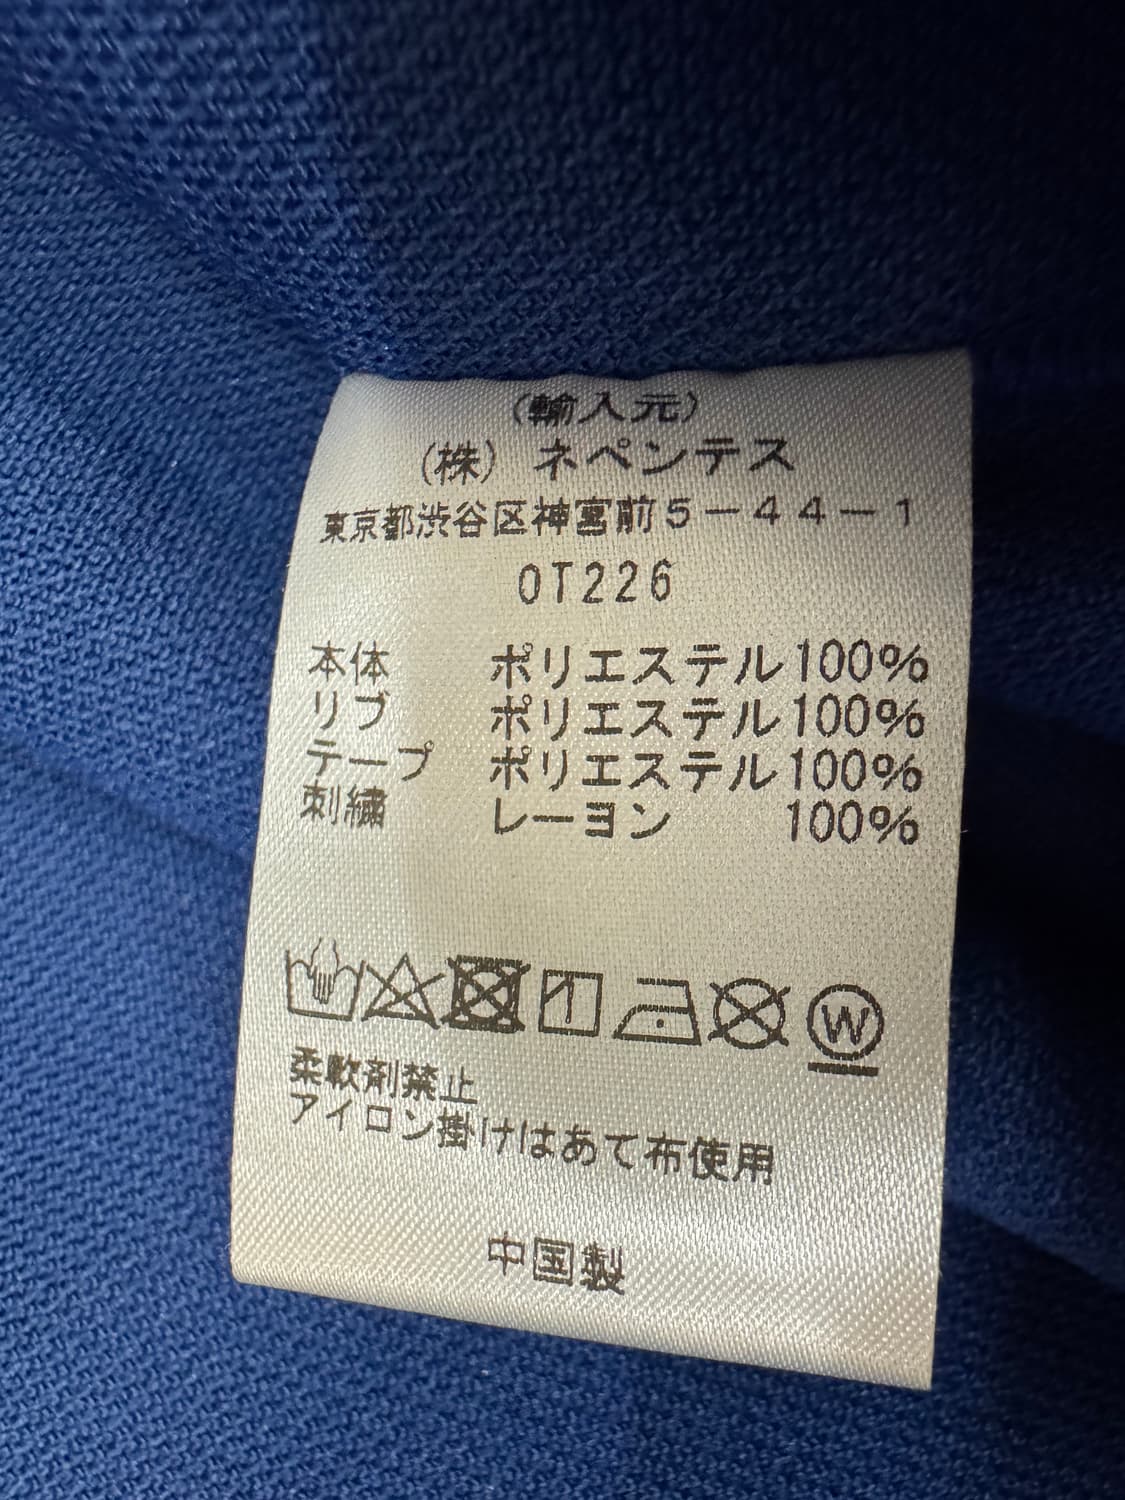 (輸入元)
(株) ネペンテス
東京都渋谷区神宮前5-44-1
OT226
本体 ポリエステル100%
リブ ポリエステル100%
テープ ポリエステル100%
刺繍 レーヨン 100%
W
柔軟剤禁止
アイロン掛けはあて布使用
中国製